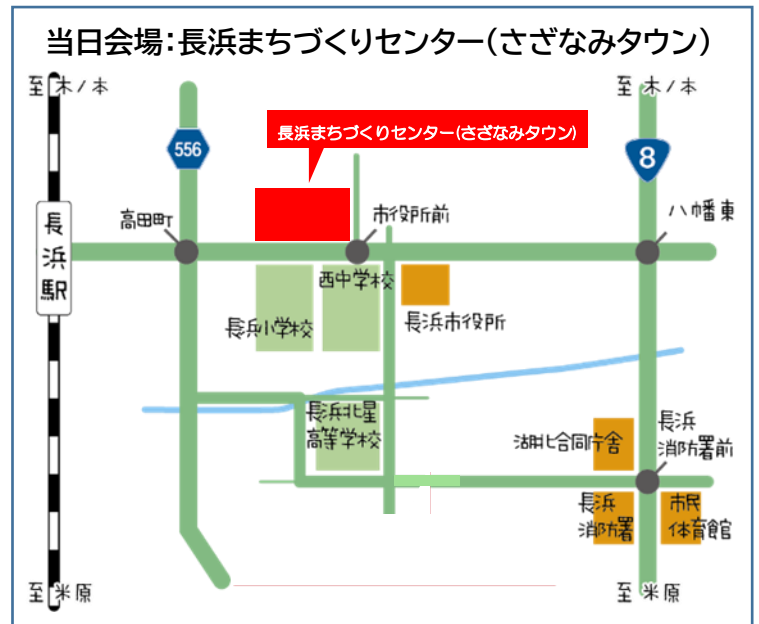 当日会場:長浜まちづくりセンター(さざなみタウン)
至木ノ本
至木ノ本
長浜まちづくりセンター(さざなみタウン)
556
8
高田町
市役所前
八幡東
長浜駅
西中学校
長浜小学校
長浜市役所
長浜北星
高等学校
湖北合同庁舎
長浜
消防署前
長浜
消防署
市民
体育館
至米原
至米原